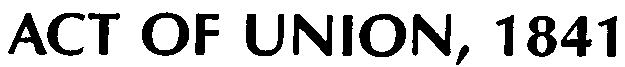 ACT OF UNION, 1841